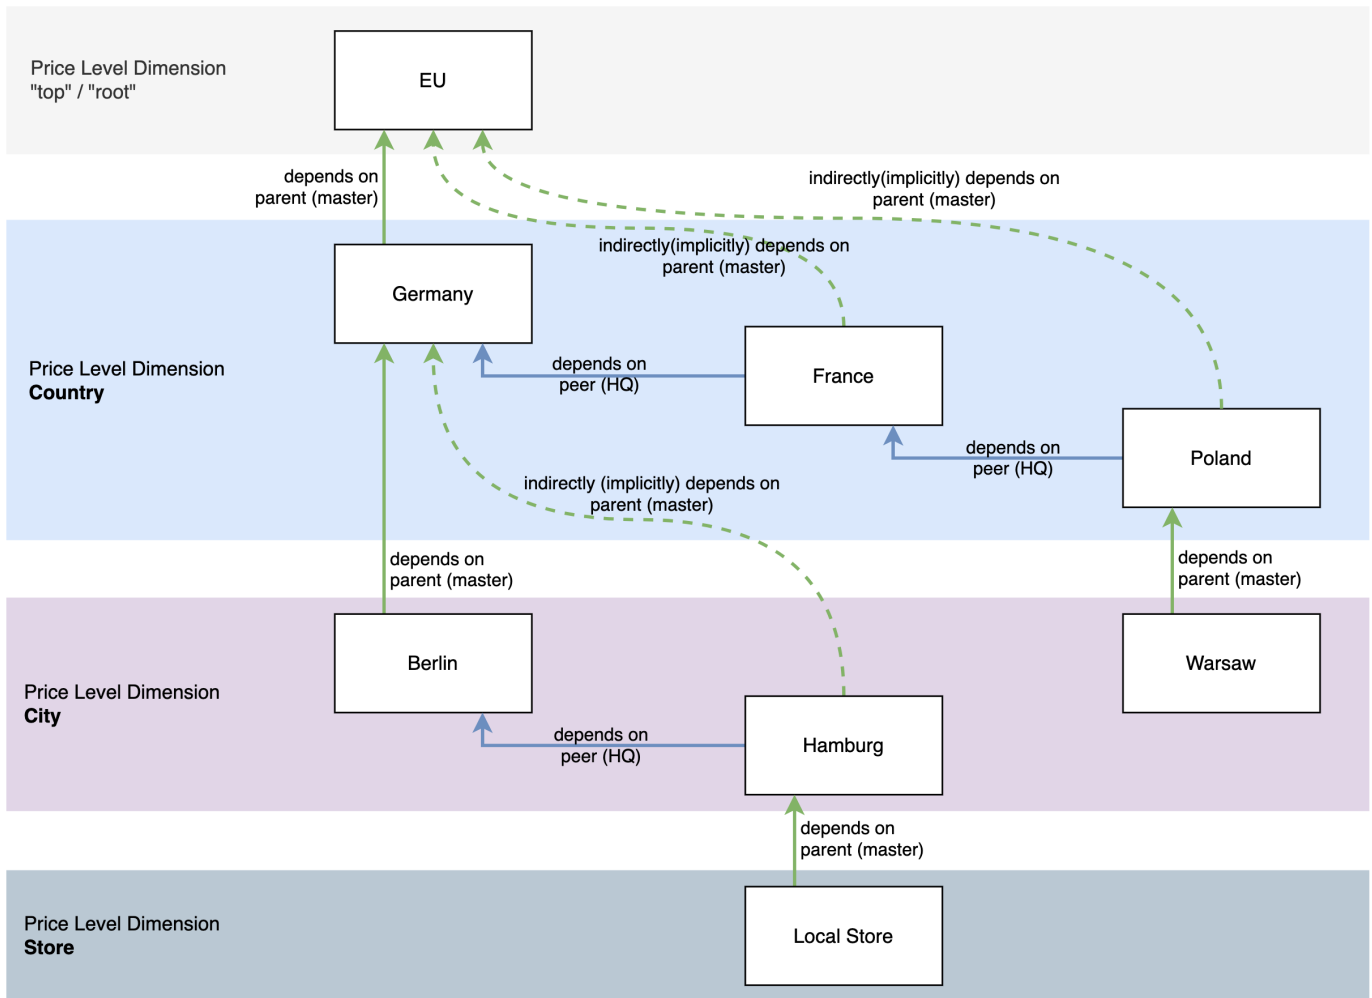 Price Level Dimension
"top" / "root"
EU
depends on
parent (master)
indirectly(implicitly) depends on
parent (master)
indirectly(implicitly) depends on
parent (master)
Germany
Price Level Dimension
Country
depends on
peer (HQ)
France
depends on
peer (HQ)
Poland
indirectly (implicitly) depends on
parent (master)
depends on
parent (master)
depends on
parent (master)
Price Level Dimension
City
Berlin
Warsaw
depends on
peer (HQ)
Hamburg
depends on
parent (master)
Price Level Dimension
Store
Local Store